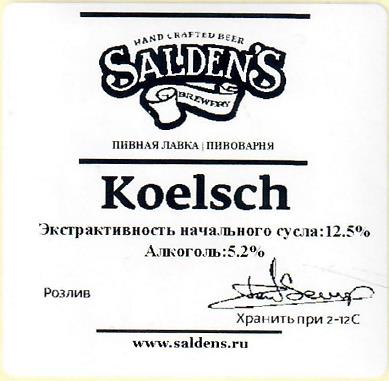 HAND CRAFTED BEER
SALDEN'S
BREWERY
ПИВНАЯ ЛАВКА | ПИВОВАРНЯ
Koelsch
Экстрактивность начального сусла:12.5%
Алкоголь:5.2%
Розлив
Хранить при 2-12С
www.saldens.ru